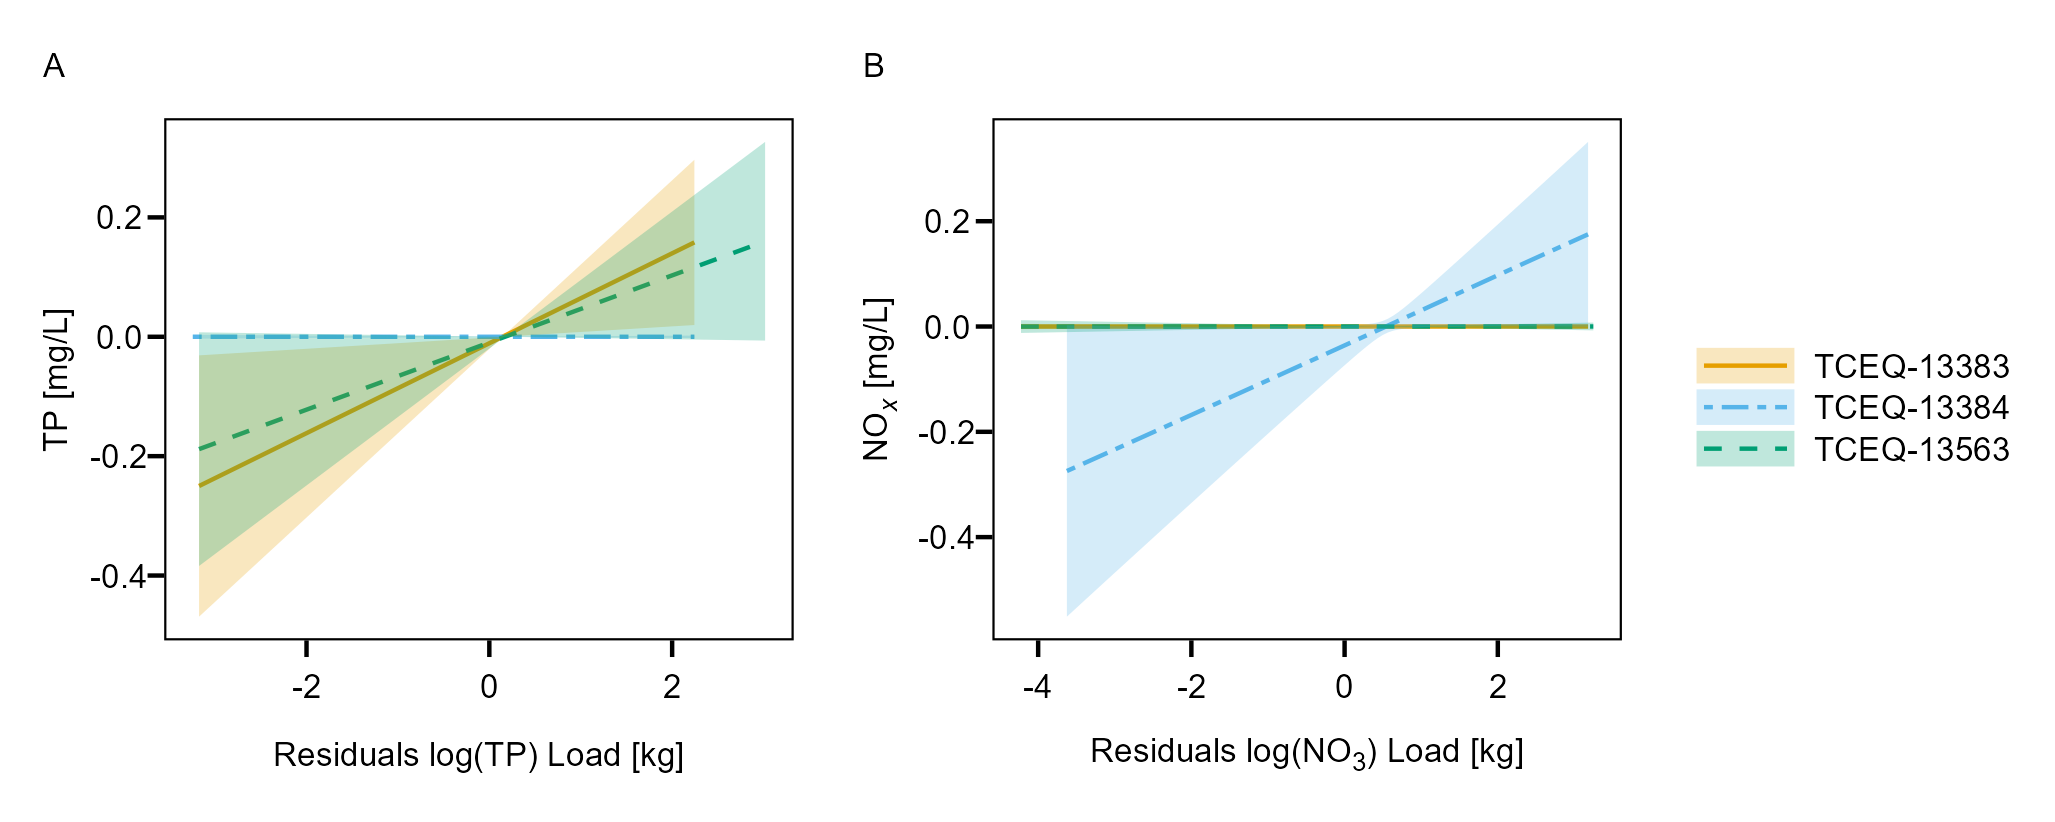 A
B
TP [mg/L]
0.2
0.0
-0.2
-0.4
-2 0 2
Residuals log(TP) Load [kg]
NOx [mg/L]
0.2
0.0
-0.2
-0.4
-4 -2 0 2
Residuals log(NO3) Load [kg]
TCEQ-13383
TCEQ-13384
TCEQ-13563